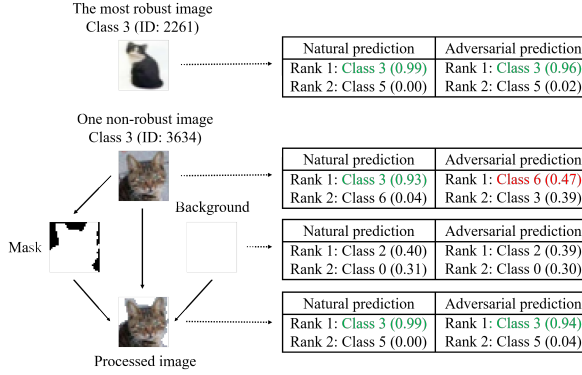 The most robust image
Class 3 (ID: 2261)
Natural prediction Adversarial prediction
Rank 1: Class 3 (0.99) Rank 1: Class 3 (0.96)
Rank 2: Class 5 (0.00) Rank 2: Class 5 (0.02)
One non-robust image
Class 3 (ID: 3634)
Natural prediction Adversarial prediction
Rank 1: Class 3 (0.93) Rank 1: Class 6 (0.47)
Rank 2: Class 6 (0.04) Rank 2: Class 3 (0.39)
Background
Mask
Natural prediction Adversarial prediction
Rank 1: Class 2 (0.40) Rank 1: Class 2 (0.39)
Rank 2: Class 0 (0.31) Rank 2: Class 0 (0.30)
Natural prediction Adversarial prediction
Rank 1: Class 3 (0.99) Rank 1: Class 3 (0.94)
Rank 2: Class 5 (0.00) Rank 2: Class 5 (0.04)
Processed image